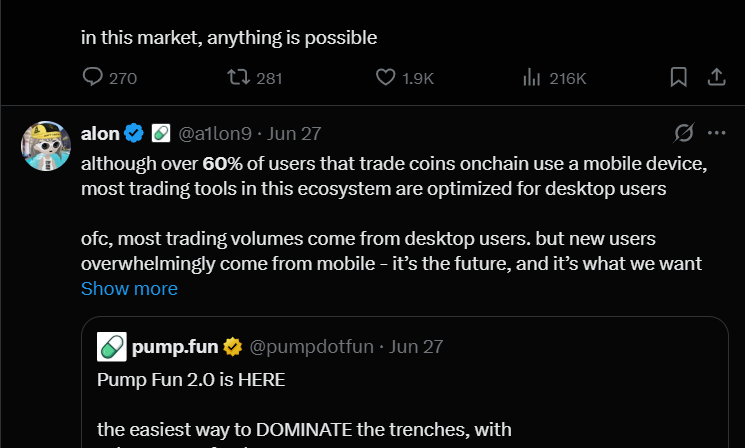 in this market, anything is possible
270 281 1.9K 216K
alon @a1lon9 · Jun 27
although over 60% of users that trade coins onchain use a mobile device,
most trading tools in this ecosystem are optimized for desktop users
ofc, most trading volumes come from desktop users. but new users
overwhelmingly come from mobile - it's the future, and it's what we want
Show more
pump.fun @pumpdotfun · Jun 27
Pump Fun 2.0 is HERE
the easiest way to DOMINATE the trenches, with